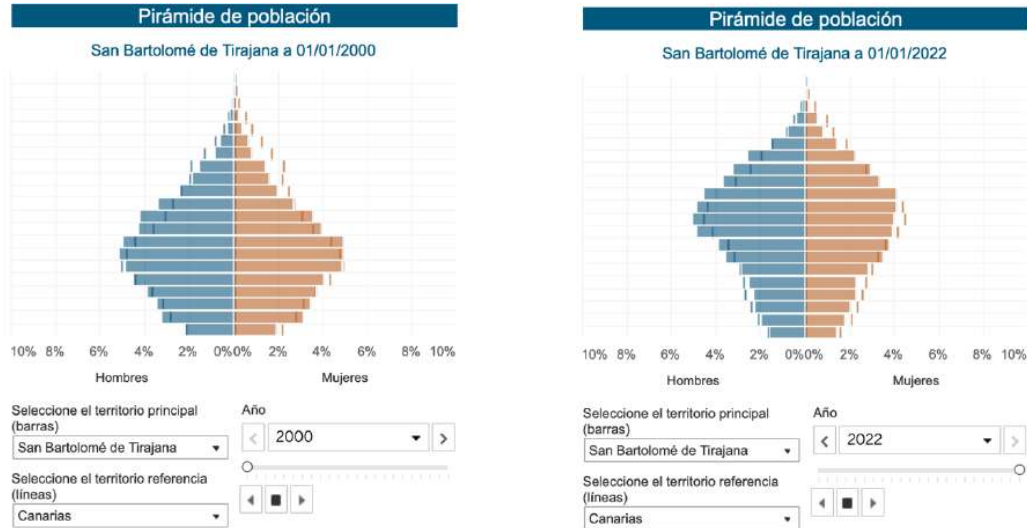 Pirámide de población
San Bartolomé de Tirajana a 01/01/2000
10% 8% 6% 4% 2% 0%0% 2% 4% 6% 8% 10%
Hombres Mujeres
Seleccione el territorio principal
(barras)
San Bartolomé de Tirajana
Año
2000
Seleccione el territorio referencia
(líneas)
Canarias
Pirámide de población
San Bartolomé de Tirajana a 01/01/2022
10% 8% 6% 4% 2% 0%0% 2% 4% 6% 8% 10%
Hombres Mujeres
Seleccione el territorio principal
(barras)
San Bartolomé de Tirajana
Año
2022
Seleccione el territorio referencia
(líneas)
Canarias